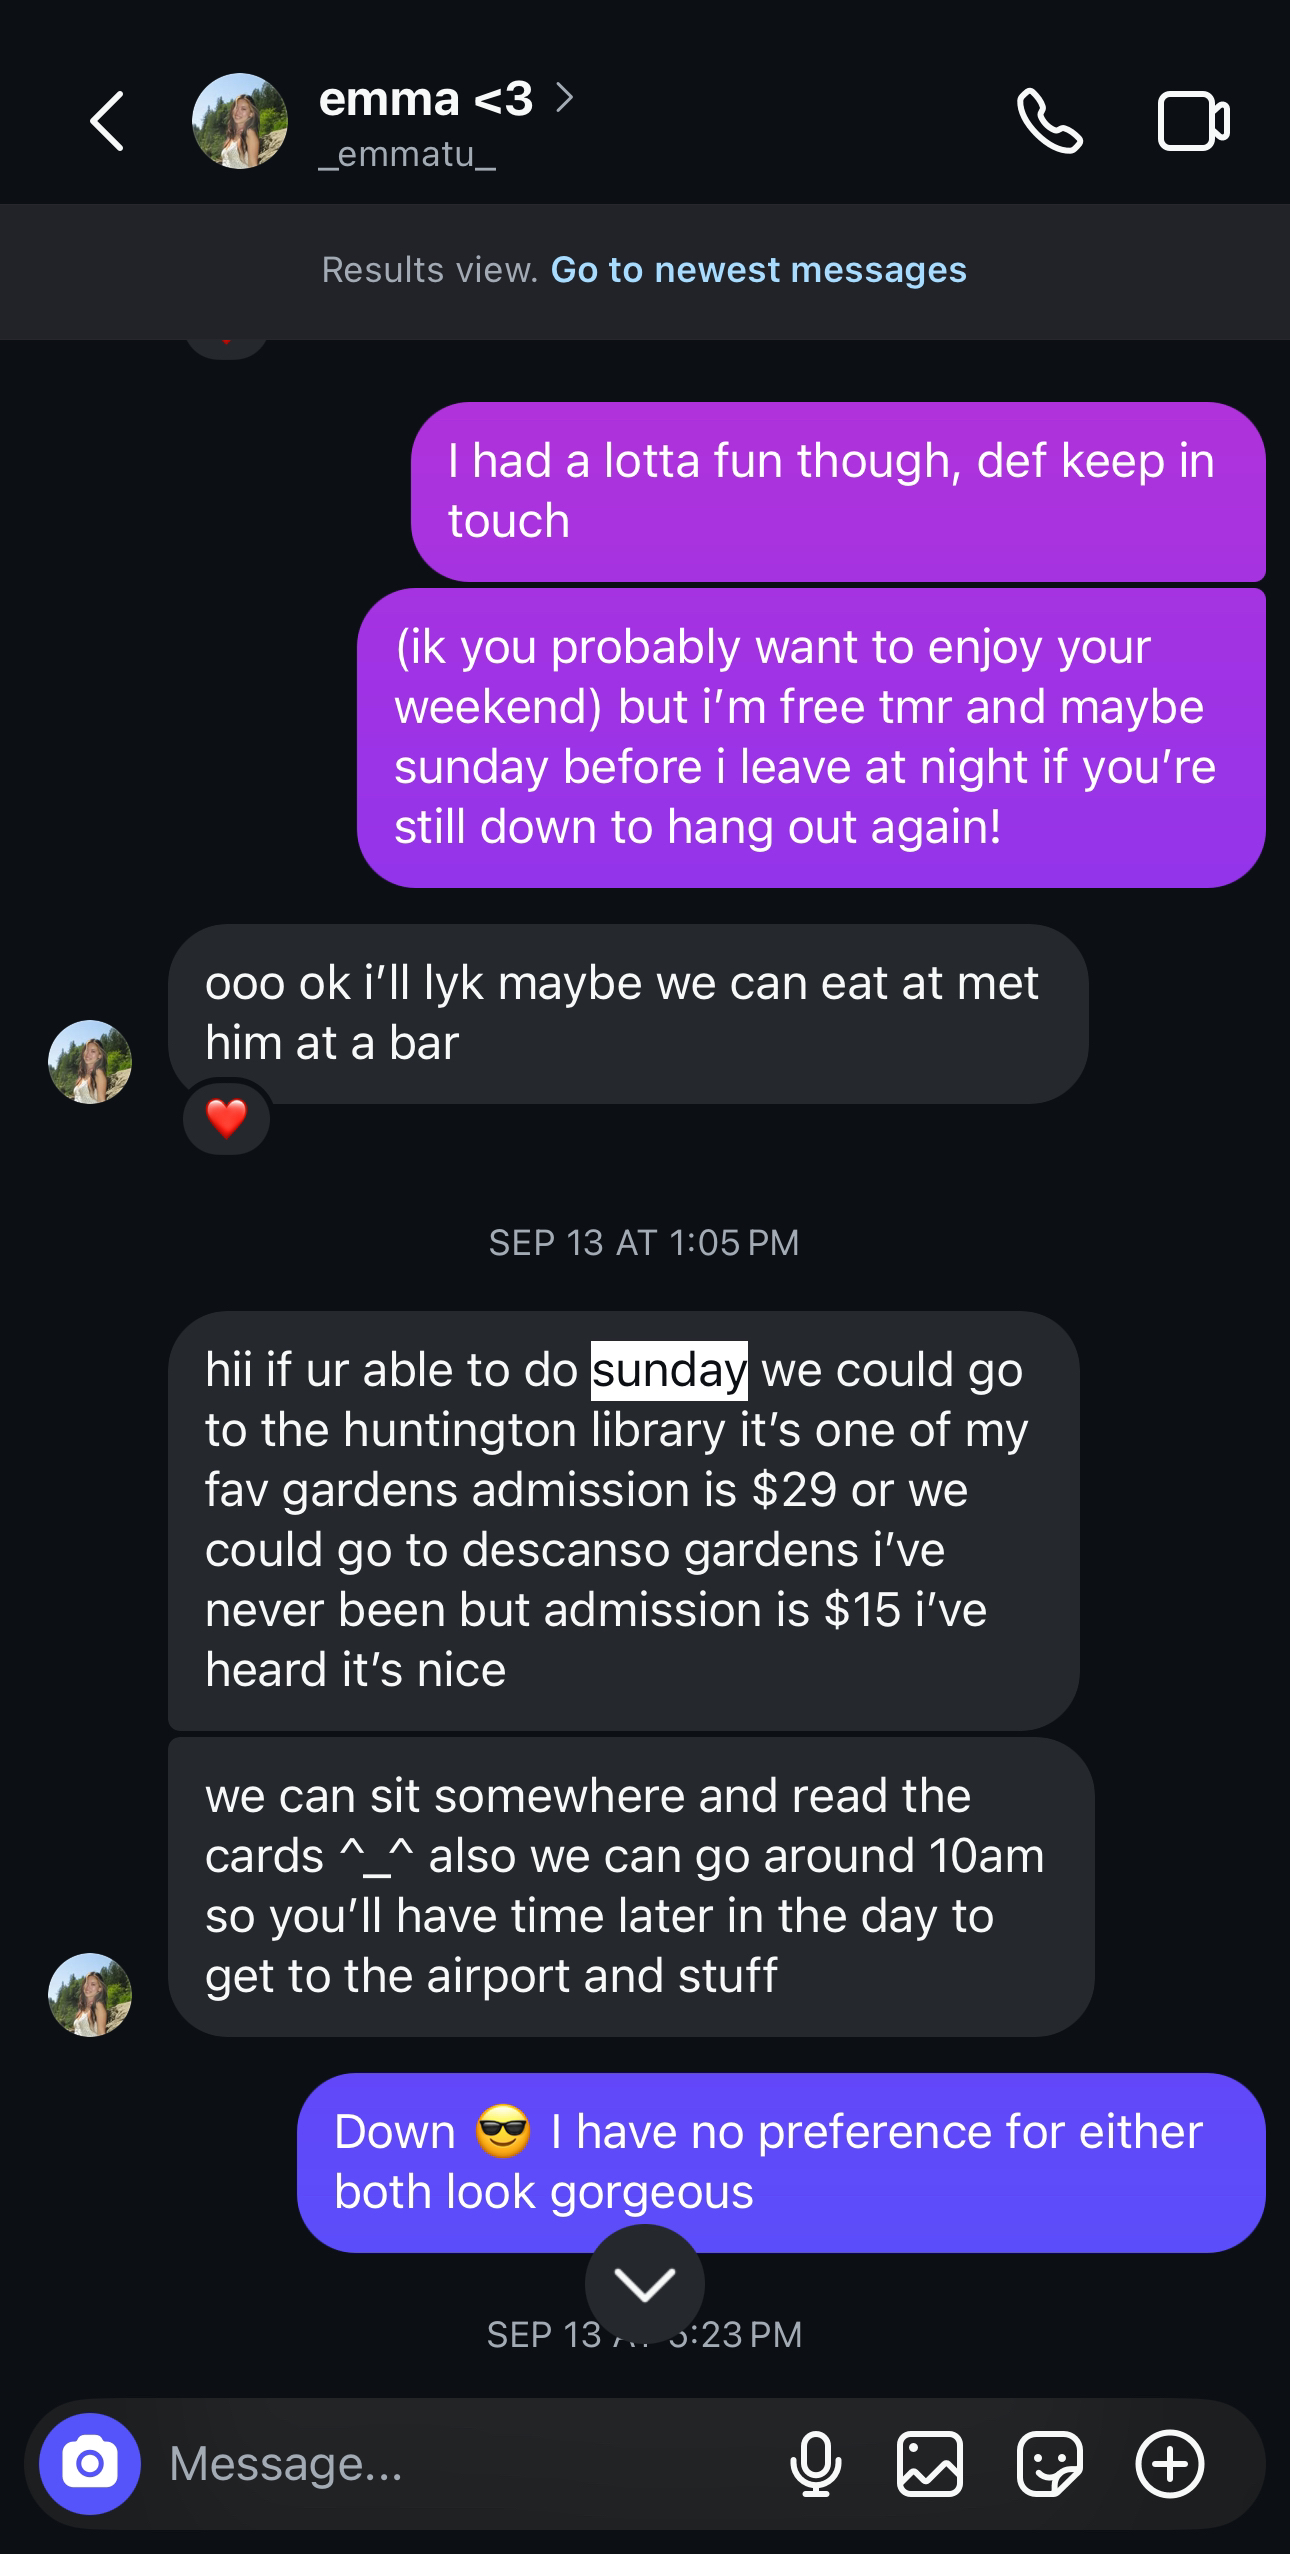 emma <3
_emmatu_
Results view. Go to newest messages
I had a lotta fun though, def keep in
touch
(ik you probably want to enjoy your
weekend) but i’m free tmr and maybe
sunday before i leave at night if you’re
still down to hang out again!
ooo ok i’ll lyk maybe we can eat at met
him at a bar
❤️
SEP 13 AT 1:05 PM
hii if ur able to do sunday we could go
to the huntington library it’s one of my
fav gardens admission is $29 or we
could go to descanso gardens i’ve
never been but admission is $15 i’ve
heard it’s nice
we can sit somewhere and read the
cards ^_^ also we can go around 10am
so you’ll have time later in the day to
get to the airport and stuff
Down 😎 I have no preference for either
both look gorgeous
SEP 13 :23 PM
Message...